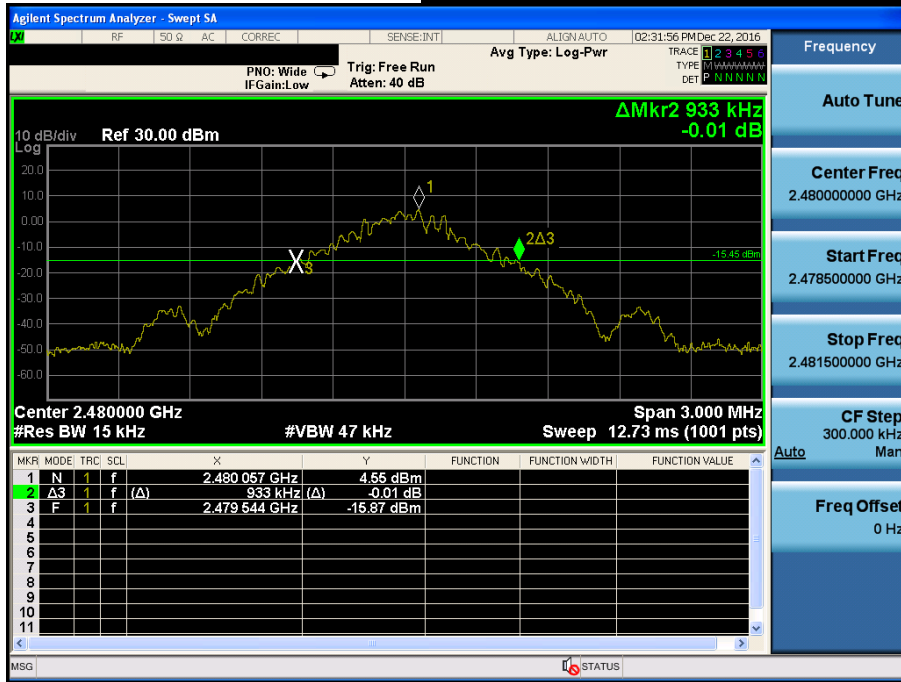 Agilent Spectrum Analyzer - Swept SA
LXI RF 50 Ω AC CORREC SENSE:INT ALIGN AUTO 02:31:56 PM Dec 22, 2016
Avg Type: Log-Pwr
TRACE 1 2 3 4 5 6
TYPE M
DET P N N N N N
PNO: Wide
IFGain:Low
Trig: Free Run
Atten: 40 dB
ΔMkr2 933 kHz
-0.01 dB
10 dB/div Ref 30.00 dBm
Log
20.0
10.0
0.00
-10.0
-20.0
-30.0
-40.0
-50.0
-60.0
1
2Δ3
3
-15.45 dBm
Center 2.480000 GHz Span 3.000 MHz
#Res BW 15 kHz #VBW 47 kHz Sweep 12.73 ms (1001 pts)
MKR MODE TRC SCL X Y FUNCTION FUNCTION WIDTH FUNCTION VALUE
1 N 1 f 2.480 057 GHz 4.55 dBm
2 Δ3 1 f (Δ) 933 kHz (Δ) -0.01 dB
3 F 1 f 2.479 544 GHz -15.87 dBm
4
5
6
7
8
9
10
11
MSG STATUS
Frequency
Auto Tune
Center Freq
2.480000000 GHz
Start Freq
2.478500000 GHz
Stop Freq
2.481500000 GHz
CF Step
300.000 kHz
Auto Man
Freq Offset
0 Hz